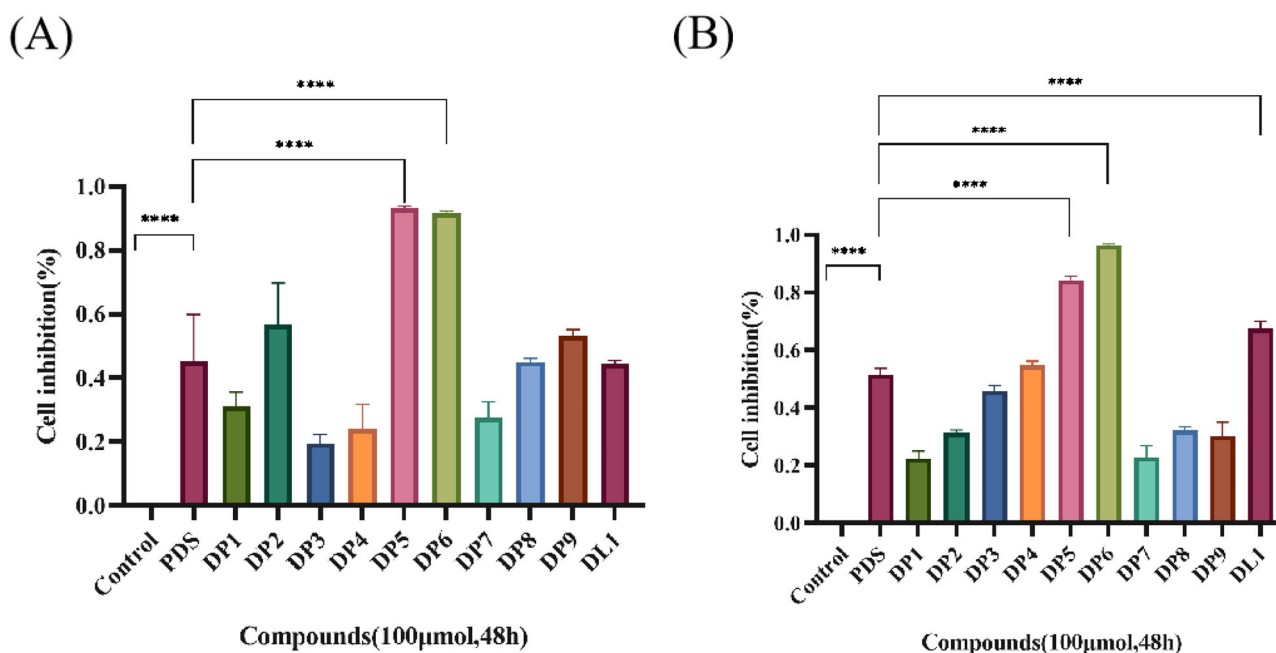 (A)
****
****
****
Cell inhibition(%)
1.0
0.8
0.6
0.4
0.2
0.0
Control
PDS
DP1
DP2
DP3
DP4
DP5
DP6
DP7
DP8
DP9
DL1
Compounds(100μmol,48h)
(B)
****
****
****
****
Cell inhibition(%)
1.0
0.8
0.6
0.4
0.2
0.0
Control
PDS
DP1
DP2
DP3
DP4
DP5
DP6
DP7
DP8
DP9
DL1
Compounds(100μmol,48h)